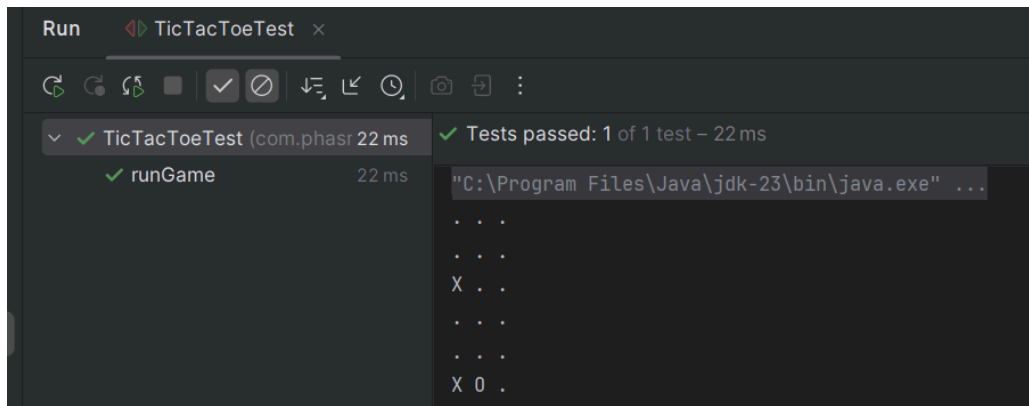 Run TicTacToeTest ×
TicTacToeTest (com.phasr 22 ms
runGame 22 ms
Tests passed: 1 of 1 test – 22 ms
"C:\Program Files\Java\jdk-23\bin\java.exe" ...
. . .
. . .
X . .
. . .
. . .
X O .